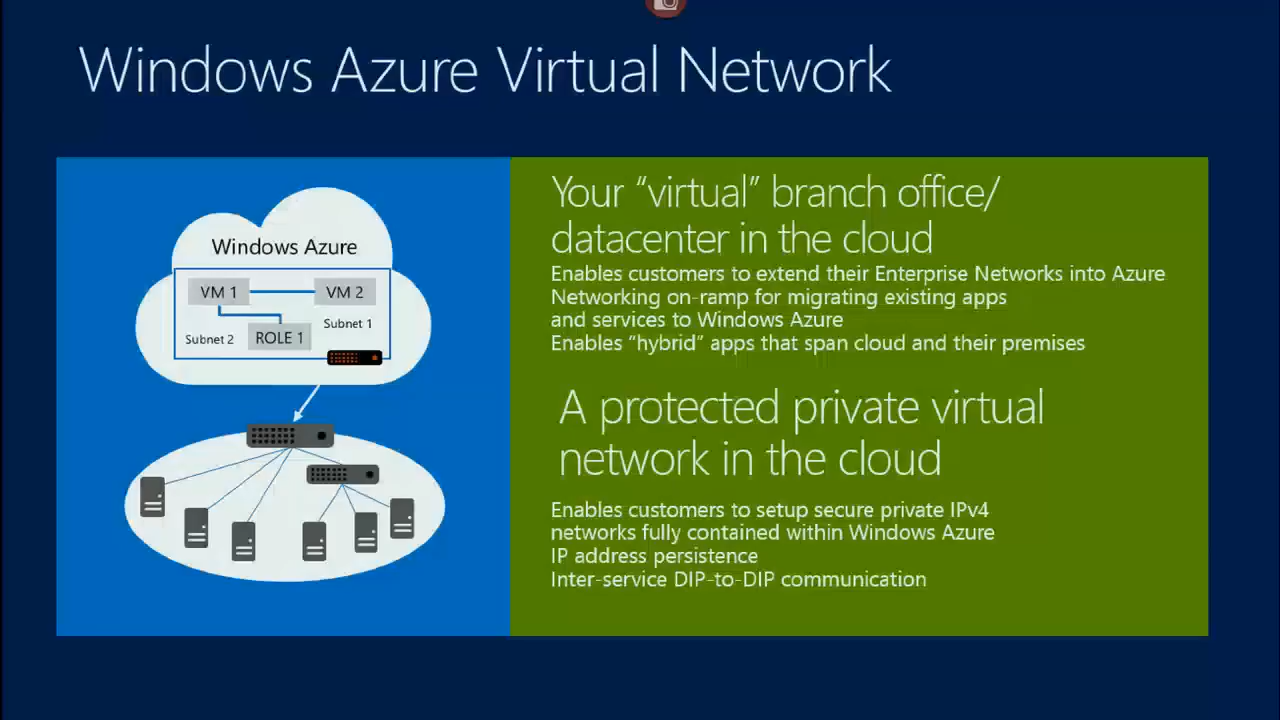 Windows Azure Virtual Network
Windows Azure
VM 1
VM 2
Subnet 1
Subnet 2
ROLE 1
Your “virtual” branch office/
datacenter in the cloud
Enables customers to extend their Enterprise Networks into Azure
Networking on-ramp for migrating existing apps
and services to Windows Azure
Enables “hybrid” apps that span cloud and their premises
A protected private virtual
network in the cloud
Enables customers to setup secure private IPv4
networks fully contained within Windows Azure
IP address persistence
Inter-service DIP-to-DIP communication